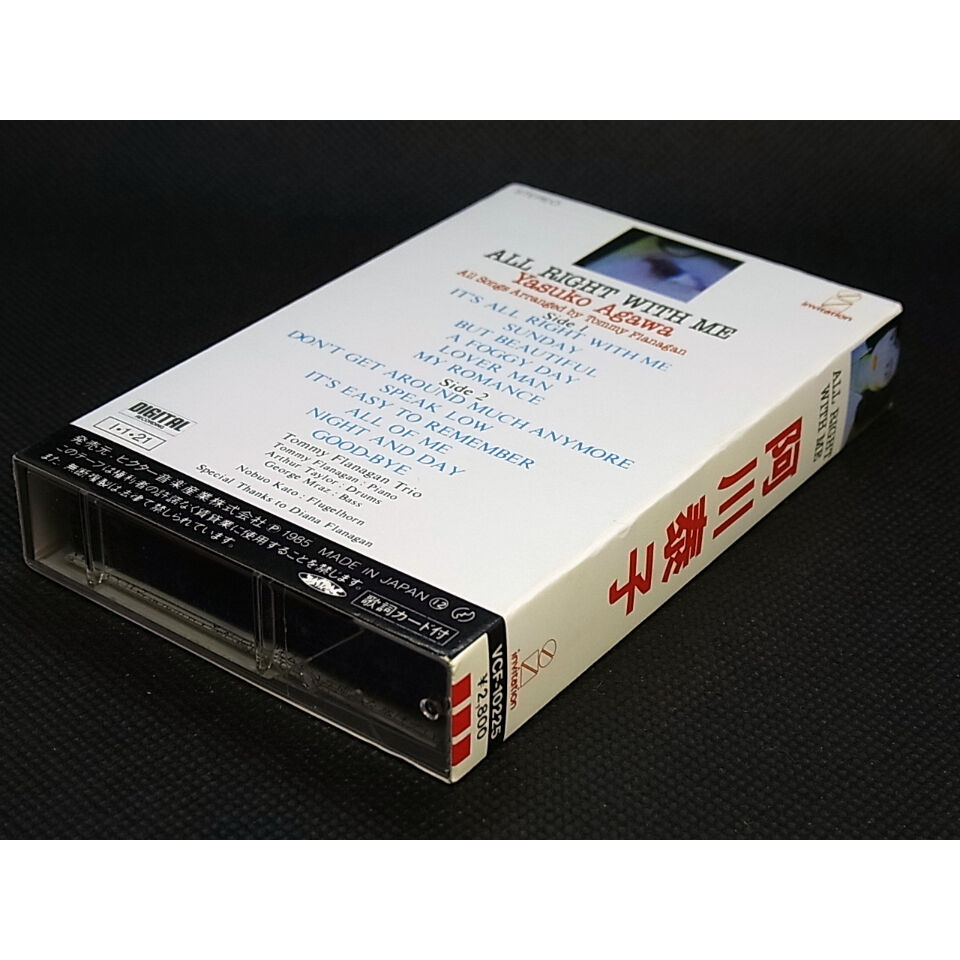 STEREO
ALL RIGHT WITH ME
Yasuko Agawa
All Songs Arranged by Tommy Flanagan
Side 1
IT'S ALL RIGHT WITH ME
SUNDAY
BUT BEAUTIFUL
A FOGGY DAY
LOVER MAN
MY ROMANCE
Side 2
DON'T GET AROUND MUCH ANYMORE
SPEAK LOW
IT'S EASY TO REMEMBER
ALL OF ME
NIGHT AND DAY
GOOD-BYE
Tommy Flanagan Trio
Tommy Flanagan: Piano
Arthur Taylor: Drums
George Mraz: Bass
Nobuo Kato: Flugelhorn
Special Thanks to Diana Flanagan
invitation
DIGITAL
1・1・21
発売元, ビクター音楽産業株式会社 Ⓟ 1985 MADE IN JAPAN ⑫
このテープは権利者の許諾なく賃貸業に使用することを禁じます。
また, 無断複製は法律で禁じられています。
歌詞カード付
ALL RIGHT
WITH ME
阿川泰子
invitation
VCF-10225
¥2,800